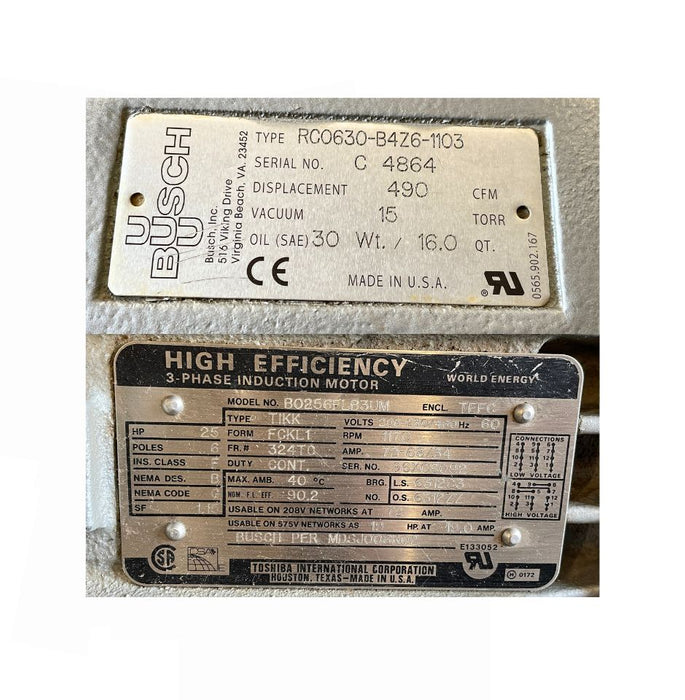 BUSCH
Busch, Inc.
516 Viking Drive
Virginia Beach, VA. 23452
TYPE RC0630-B4Z6-1103
SERIAL NO. C 4864
DISPLACEMENT 490 CFM
VACUUM 15 TORR
OIL (SAE) 30 Wt. / 16.0 QT.
CE
MADE IN U.S.A.
0565.902.167
HIGH EFFICIENCY
3-PHASE INDUCTION MOTOR
WORLD ENERGY
MODEL NO. ENCL. TEFC
TYPE TIKK VOLTS Hz 60
HP 25 FORM FCKL1 RPM
POLES 6 FR.# AMP.
INS. CLASS F DUTY CONT. SER. NO.
NEMA DES. B MAX. AMB. 40 °C BRG. L.S.
NEMA CODE NOM. F.L. EFF. 90.2 NO. O.S.
SF USABLE ON 208V NETWORKS AT AMP.
USABLE ON 575V NETWORKS AS HP. AT AMP.
BUSCH PER
CONNECTIONS
LOW VOLTAGE
HIGH VOLTAGE
E133052
TOSHIBA INTERNATIONAL CORPORATION
HOUSTON, TEXAS-MADE IN U.S.A.
H 0172